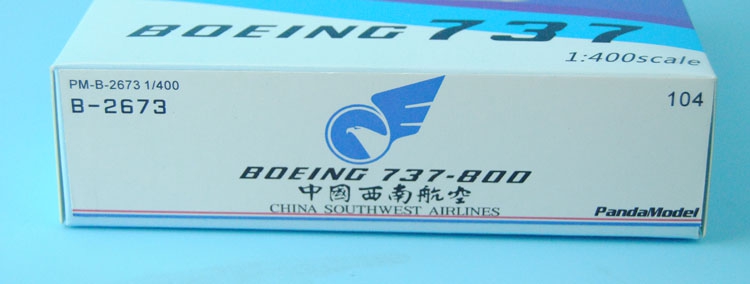 BOEING 737
1:400scale
PM-B-2673 1/400
B-2673
104
BOEING 737-800
中國西南航空
CHINA SOUTHWEST AIRLINES
PandaModel